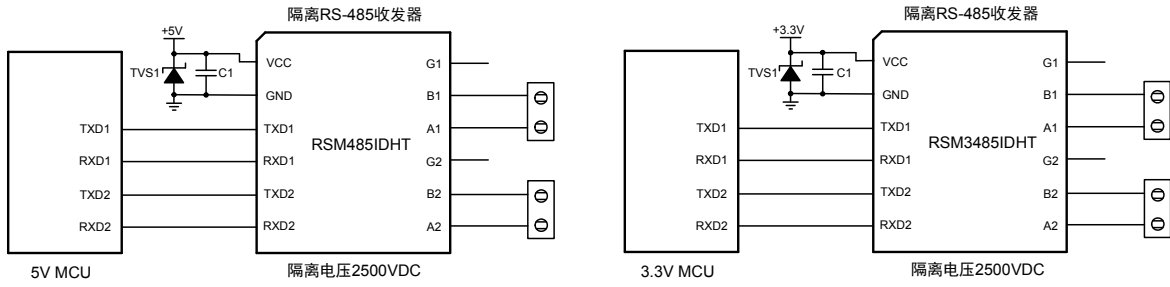 隔离RS-485收发器
+5V
TVS1
C1
VCC
GND
TXD1
RXD1
TXD2
RXD2
TXD1
RXD1
TXD2
RXD2
RSM485IDHT
G1
B1
A1
G2
B2
A2
5V MCU
隔离电压2500VDC
隔离RS-485收发器
+3.3V
TVS1
C1
VCC
GND
TXD1
RXD1
TXD2
RXD2
TXD1
RXD1
TXD2
RXD2
RSM3485IDHT
G1
B1
A1
G2
B2
A2
3.3V MCU
隔离电压2500VDC